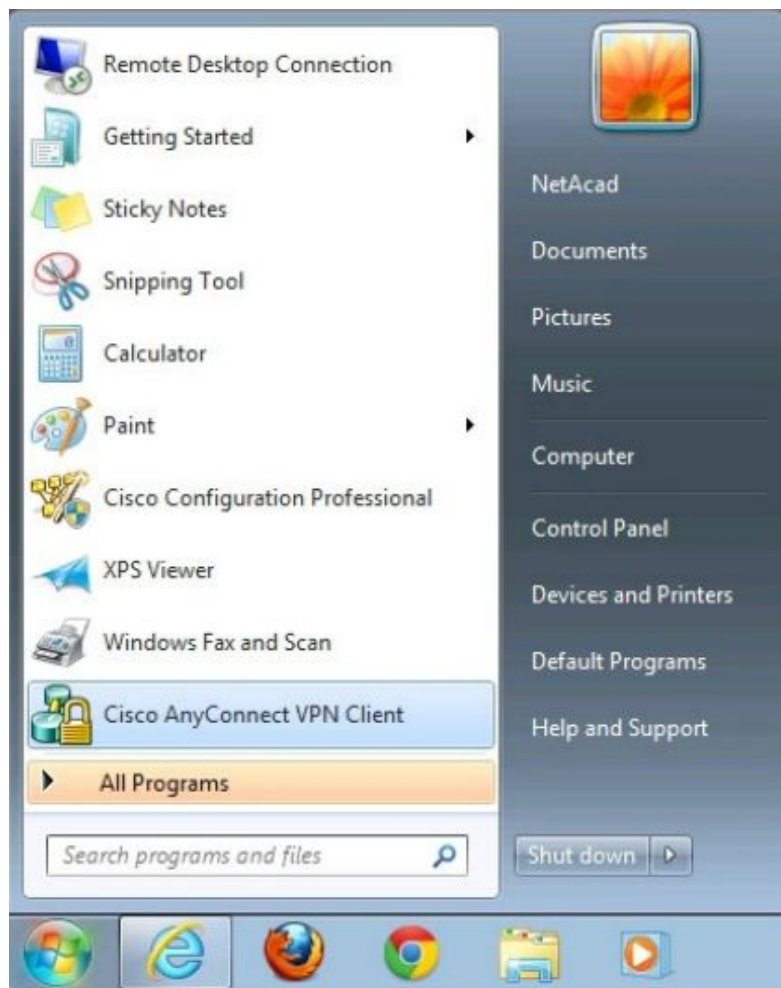 Remote Desktop Connection
Getting Started
Sticky Notes
Snipping Tool
Calculator
Paint
Cisco Configuration Professional
XPS Viewer
Windows Fax and Scan
Cisco AnyConnect VPN Client
All Programs
Search programs and files
NetAcad
Documents
Pictures
Music
Computer
Control Panel
Devices and Printers
Default Programs
Help and Support
Shut down